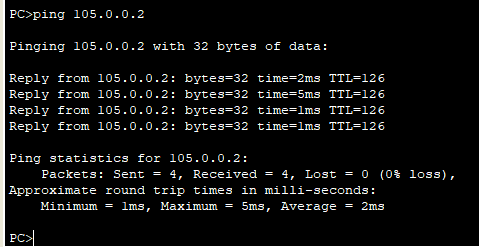 PC>ping 105.0.0.2
Pinging 105.0.0.2 with 32 bytes of data:
Reply from 105.0.0.2: bytes=32 time=2ms TTL=126
Reply from 105.0.0.2: bytes=32 time=5ms TTL=126
Reply from 105.0.0.2: bytes=32 time=1ms TTL=126
Reply from 105.0.0.2: bytes=32 time=1ms TTL=126
Ping statistics for 105.0.0.2:
Packets: Sent = 4, Received = 4, Lost = 0 (0% loss),
Approximate round trip times in milli-seconds:
Minimum = 1ms, Maximum = 5ms, Average = 2ms
PC>